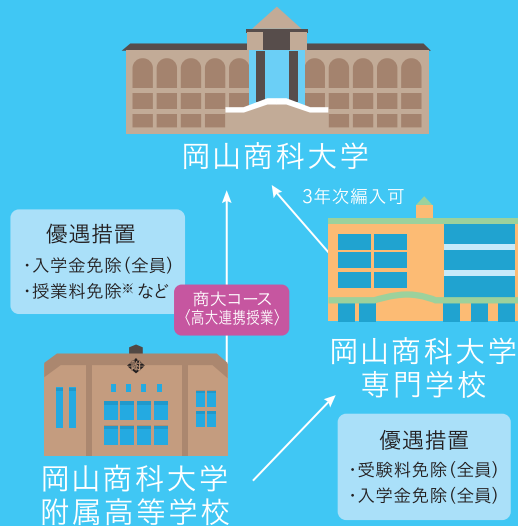 岡山商科大学
3年次編入可
優遇措置
・入学金免除(全員)
・授業料免除※など
商大コース
〈高大連携授業〉
岡山商科大学
専門学校
岡山商科大学
附属高等学校
優遇措置
・受験料免除(全員)
・入学金免除(全員)